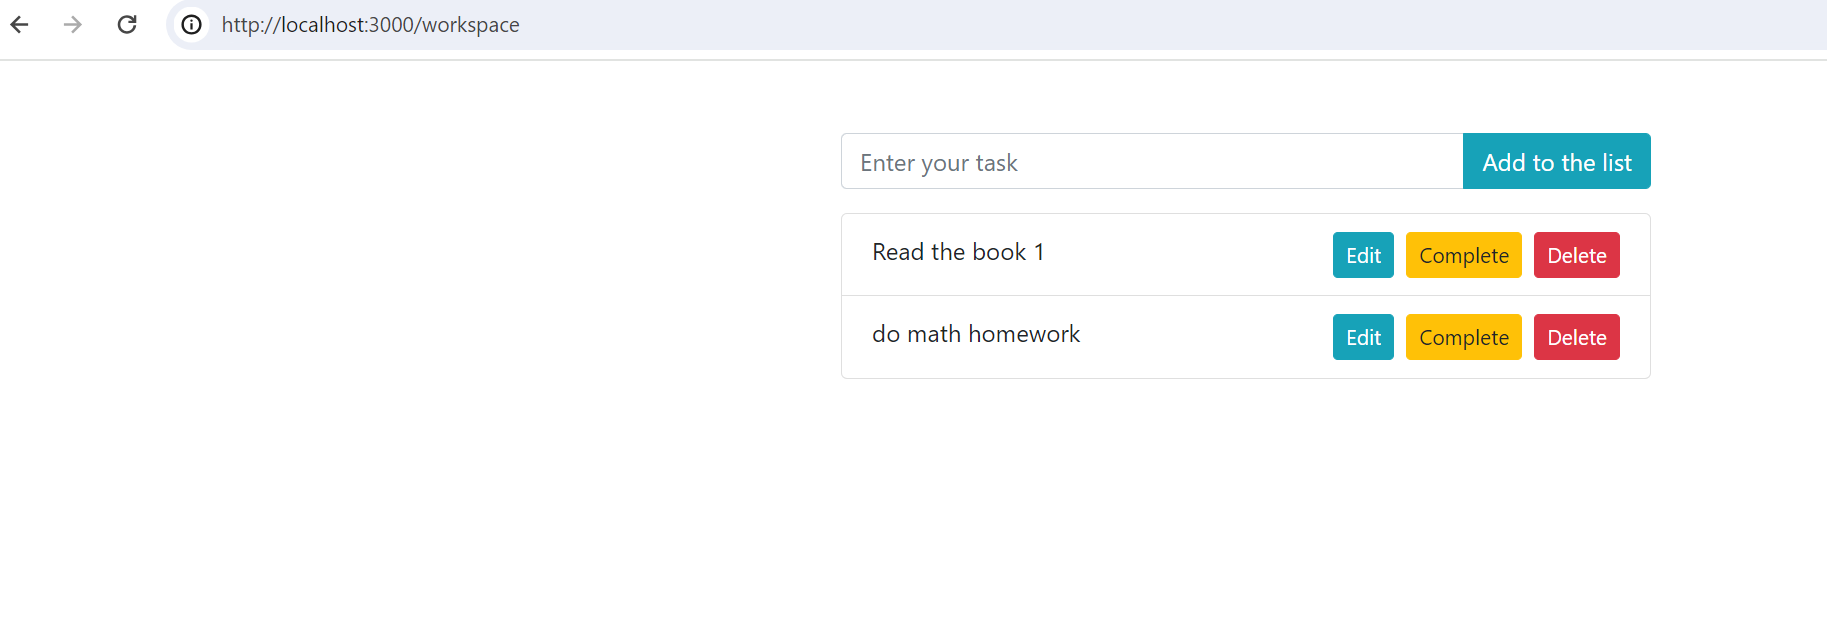 http://localhost:3000/workspace
Enter your task Add to the list
Read the book 1 Edit Complete Delete
do math homework Edit Complete Delete